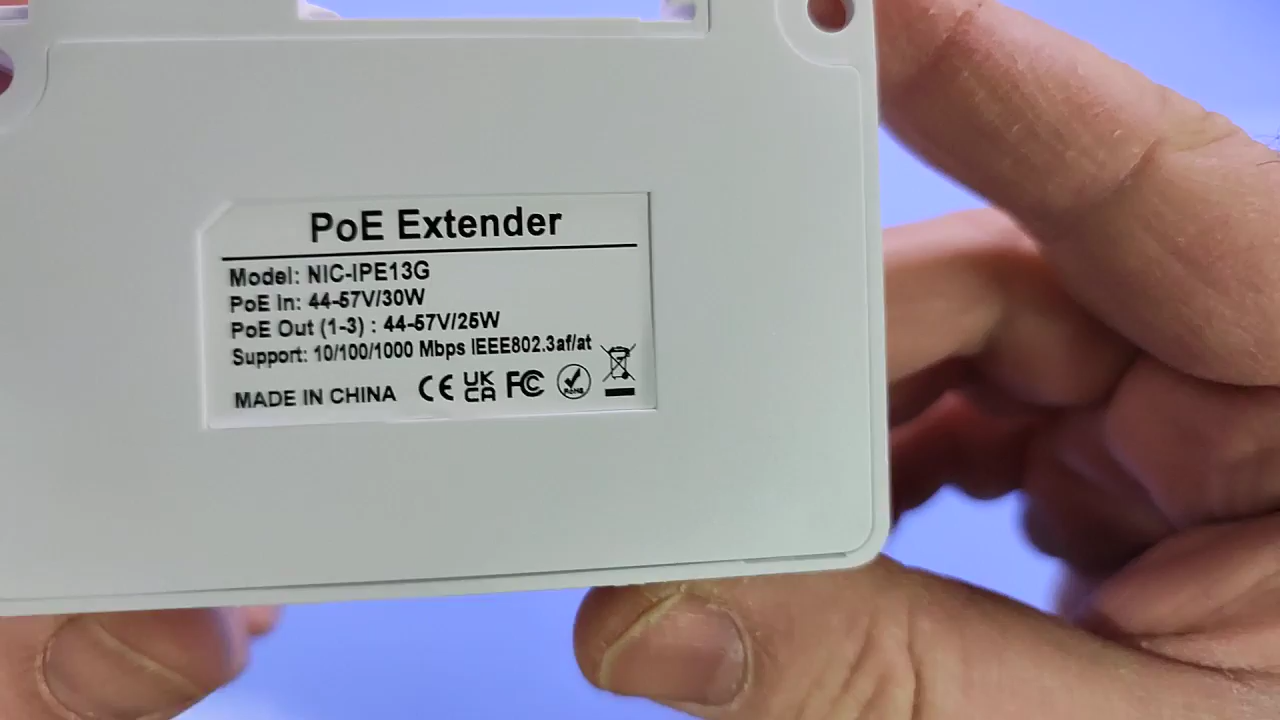 PoE Extender
Model: NIC-IPE13G
PoE In: 44-57V/30W
PoE Out (1-3) : 44-57V/25W
Support: 10/100/1000 Mbps IEEE802.3af/at
MADE IN CHINA CE UK CA FC RoHS